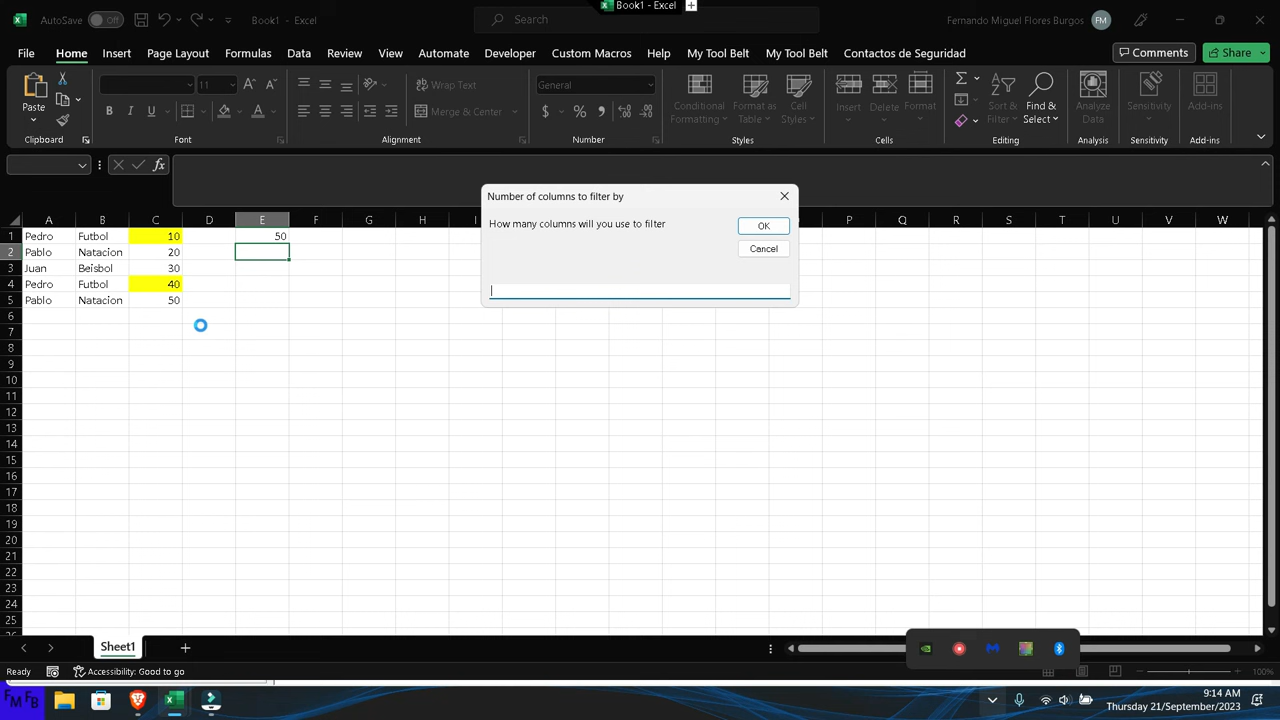 Book1 - Excel
AutoSave Off Book1 - Excel Search Fernando Miguel Flores Burgos FM
File Home Insert Page Layout Formulas Data Review View Automate Developer Custom Macros Help My Tool Belt My Tool Belt Contactos de Seguridad Comments Share
Paste 11 Wrap Text General Conditional Formatting Format as Table Cell Styles Insert Delete Format Sort & Filter Find & Select Analyze Data Sensitivity Add-ins
B I U Merge & Center $ % 9
Clipboard Font Alignment Number Styles Cells Editing Analysis Sensitivity Add-ins
fx
Number of columns to filter by
How many columns will you use to filter
OK
Cancel
A B C D E F G H I P Q R S T U V W
1 Pedro Futbol 10 50
2 Pablo Natacion 20
3 Juan Beisbol 30
4 Pedro Futbol 40
5 Pablo Natacion 50
6
7
8
9
10
11
12
13
14
15
16
17
18
19
20
21
22
23
24
25
Sheet1
Ready Accessibility: Good to go 100%
FM FB
9:14 AM
Thursday 21/September/2023